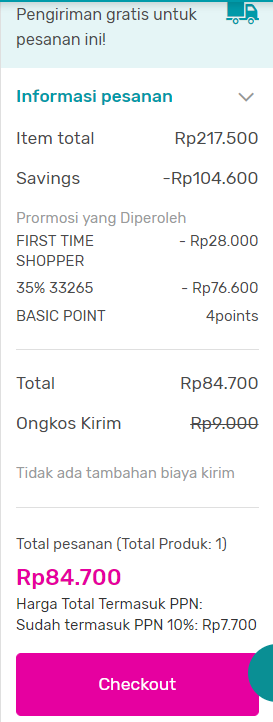 Pengiriman gratis untuk
pesanan ini!
Informasi pesanan
Item total Rp217.500
Savings -Rp104.600
Prormosi yang Diperoleh
FIRST TIME - Rp28.000
SHOPPER
35% 33265 - Rp76.600
BASIC POINT 4points
Total Rp84.700
Ongkos Kirim Rp9.000
Tidak ada tambahan biaya kirim
Total pesanan (Total Produk: 1)
Rp84.700
Harga Total Termasuk PPN:
Sudah termasuk PPN 10%: Rp7.700
Checkout